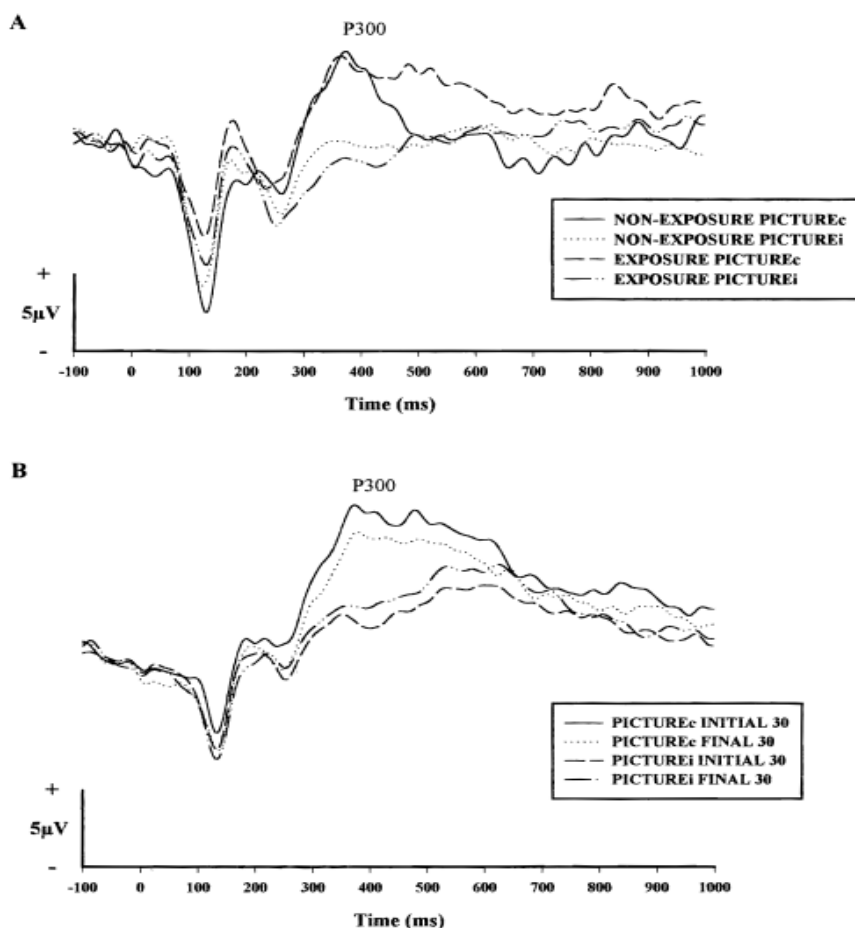 A
P300
NON-EXPOSURE PICTUREc
NON-EXPOSURE PICTUREi
EXPOSURE PICTUREc
EXPOSURE PICTUREi
+
5µV
-
-100 0 100 200 300 400 500 600 700 800 900 1000
Time (ms)
B
P300
PICTUREc INITIAL 30
PICTUREc FINAL 30
PICTUREi INITIAL 30
PICTUREi FINAL 30
+
5µV
-
-100 0 100 200 300 400 500 600 700 800 900 1000
Time (ms)